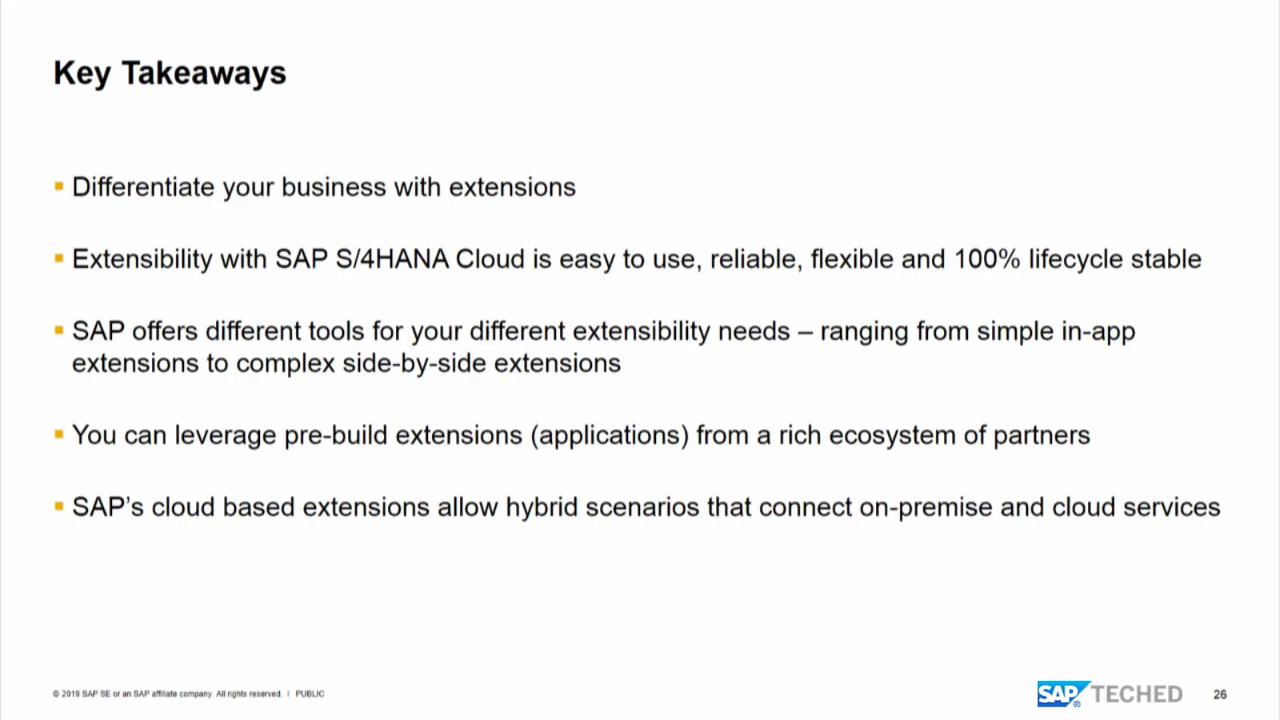 Key Takeaways
Differentiate your business with extensions
Extensibility with SAP S/4HANA Cloud is easy to use, reliable, flexible and 100% lifecycle stable
SAP offers different tools for your different extensibility needs – ranging from simple in-app
extensions to complex side-by-side extensions
You can leverage pre-build extensions (applications) from a rich ecosystem of partners
SAP's cloud based extensions allow hybrid scenarios that connect on-premise and cloud services
© 2019 SAP SE or an SAP affiliate company. All rights reserved. | PUBLIC
SAP® TECHED
26